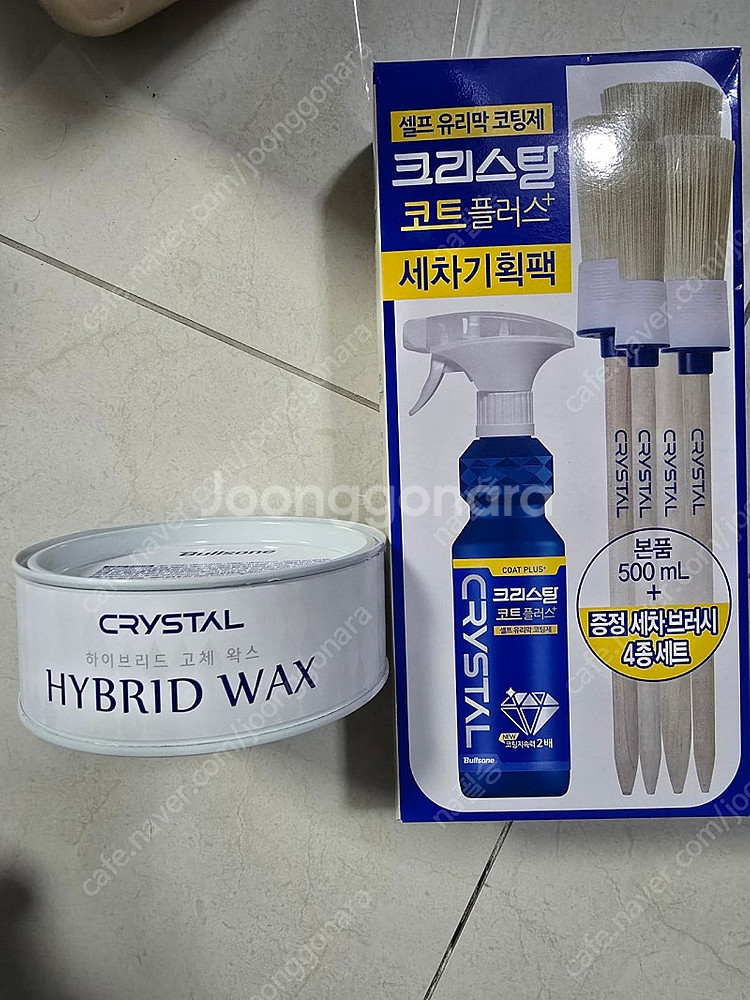 셀프 유리막 코팅제
크리스탈
코트플러스+
세차기획팩
CRYSTAL
CRYSTAL
CRYSTAL
CRYSTAL
본품
500 mL
+
증정 세차 브러시
4종세트
COAT PLUS+
크리스탈
코트플러스+
셀프 유리막 코팅제
CRYSTAL
NEW
코팅지속력 2배
Bullsone
Bullsone
CRYSTAL
하이브리드 고체 왁스
HYBRID WAX
Joonggonara
cafe.naver.com/joonggonara